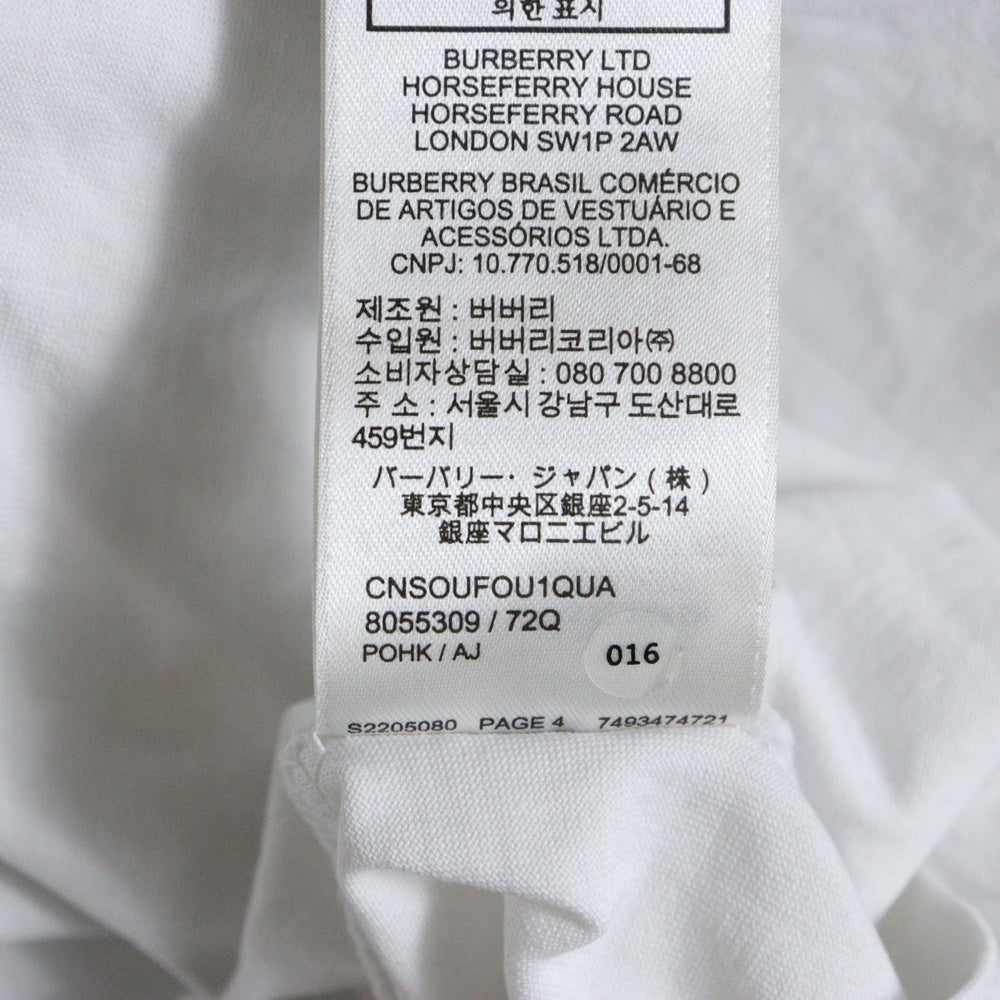 의한 표시
BURBERRY LTD
HORSEFERRY HOUSE
HORSEFERRY ROAD
LONDON SW1P 2AW
BURBERRY BRASIL COMÉRCIO
DE ARTIGOS DE VESTUÁRIO E
ACESSÓRIOS LTDA.
CNPJ: 10.770.518/0001-68
제조원 : 버버리
수입원 : 버버리코리아㈜
소비자상담실 : 080 700 8800
주 소 : 서울시 강남구 도산대로
459번지
バーバリー・ジャパン ( 株 )
東京都中央区銀座2-5-14
銀座マロニエビル
CNSOUFOU1QUA
8055309 / 72Q
POHK / AJ
016
S2205080 PAGE 4 7493474721